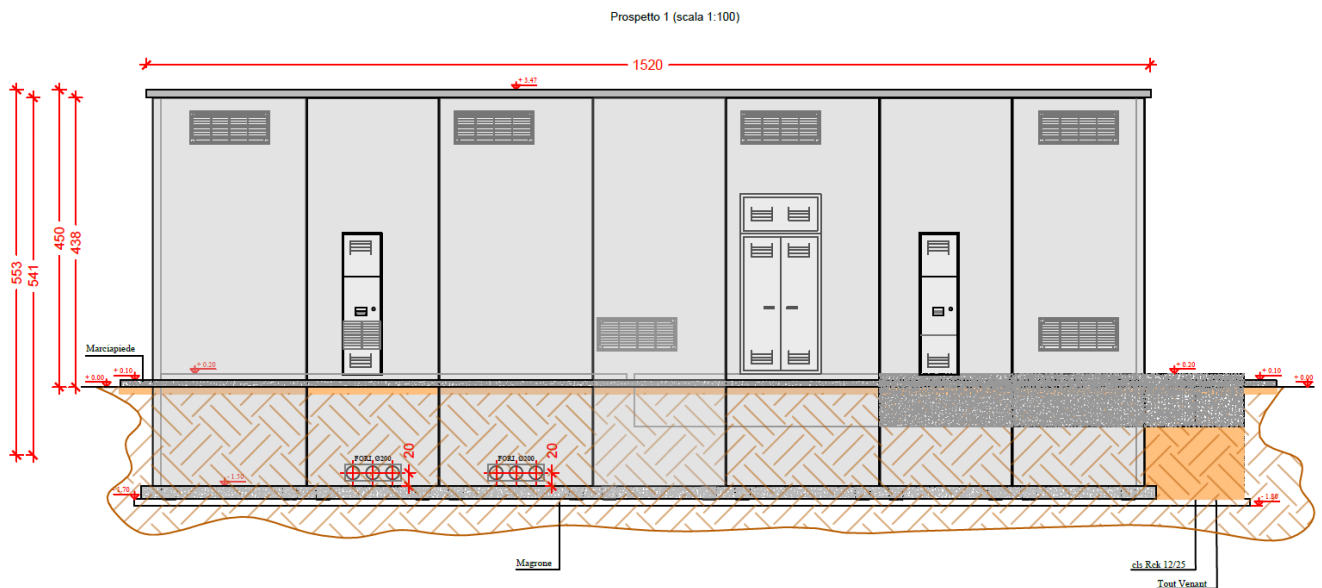 Prospetto 1 (scala 1:100)
1520
+ 3.47
553
541
450
438
Marciapiede
+ 0.00
+ 0.10
+ 0.20
+ 0.20
+ 0.10
+ 0.00
FORI Ø200
20
FORI Ø200
20
- 1.70
- 1.80
Magrone
cls Rck 12/25
Tout Venant